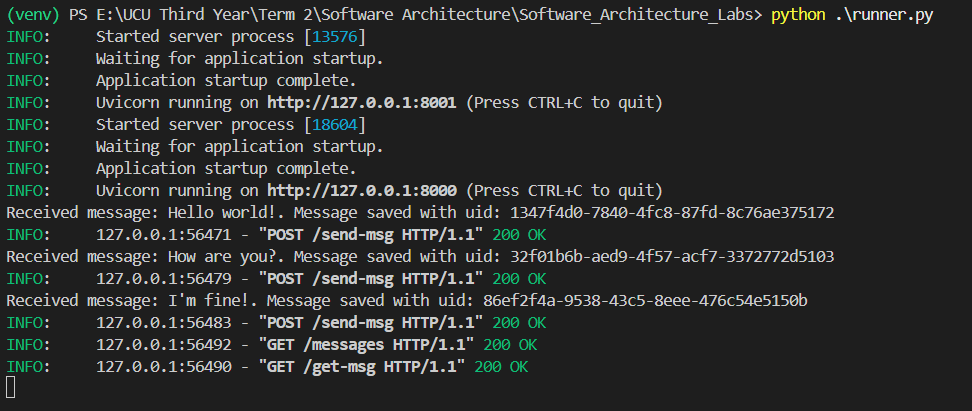 (venv) PS E:\UCU Third Year\Term 2\Software Architecture\Software_Architecture_Labs> python .\runner.py
INFO:     Started server process [13576]
INFO:     Waiting for application startup.
INFO:     Application startup complete.
INFO:     Uvicorn running on http://127.0.0.1:8001 (Press CTRL+C to quit)
INFO:     Started server process [18604]
INFO:     Waiting for application startup.
INFO:     Application startup complete.
INFO:     Uvicorn running on http://127.0.0.1:8000 (Press CTRL+C to quit)
Received message: Hello world!. Message saved with uid: 1347f4d0-7840-4fc8-87fd-8c76ae375172
INFO:     127.0.0.1:56471 - "POST /send-msg HTTP/1.1" 200 OK
Received message: How are you?. Message saved with uid: 32f01b6b-aed9-4f57-acf7-3372772d5103
INFO:     127.0.0.1:56479 - "POST /send-msg HTTP/1.1" 200 OK
Received message: I'm fine!. Message saved with uid: 86ef2f4a-9538-43c5-8eee-476c54e5150b
INFO:     127.0.0.1:56483 - "POST /send-msg HTTP/1.1" 200 OK
INFO:     127.0.0.1:56492 - "GET /messages HTTP/1.1" 200 OK
INFO:     127.0.0.1:56490 - "GET /get-msg HTTP/1.1" 200 OK